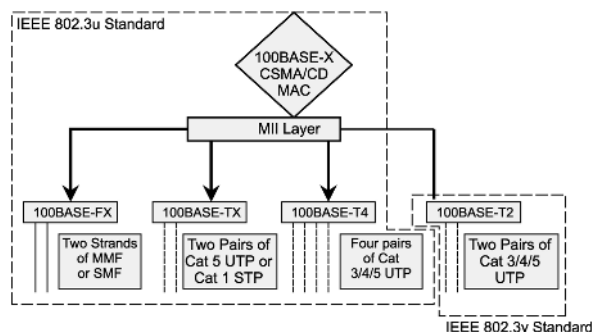 IEEE 802.3u Standard
100BASE-X
CSMA/CD
MAC
MII Layer
100BASE-FX
100BASE-TX
100BASE-T4
100BASE-T2
Two Strands
of MMF
or SMF
Two Pairs of
Cat 5 UTP or
Cat 1 STP
Four pairs
of Cat
3/4/5 UTP
Two Pairs of
Cat 3/4/5
UTP
IEEE 802.3y Standard